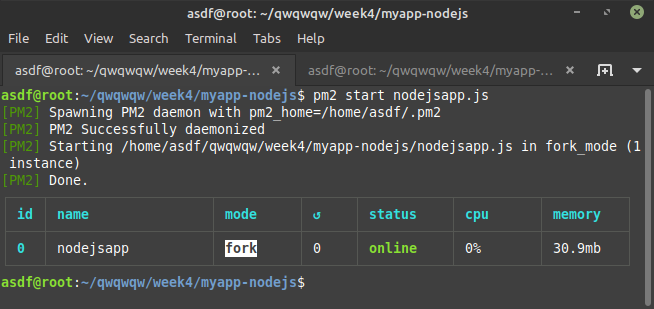 asdf@root: ~/qwqwqw/week4/myapp-nodejs
File Edit View Search Terminal Tabs Help
asdf@root: ~/qwqwqw/week4/myapp-... × asdf@root: ~/qwqwqw/week4/myapp-... ×
asdf@root:~/qwqwqw/week4/myapp-nodejs$ pm2 start nodejsapp.js
[PM2] Spawning PM2 daemon with pm2_home=/home/asdf/.pm2
[PM2] PM2 Successfully daemonized
[PM2] Starting /home/asdf/qwqwqw/week4/myapp-nodejs/nodejsapp.js in fork_mode (1
instance)
[PM2] Done.
id name mode ↺ status cpu memory
0 nodejsapp fork 0 online 0% 30.9mb
asdf@root:~/qwqwqw/week4/myapp-nodejs$